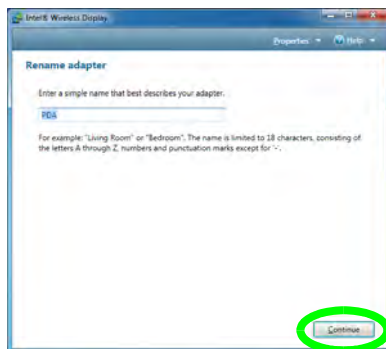 Intel® Wireless Display
Properties Help
Rename adapter
Enter a simple name that best describes your adapter.
PDA
For example: "Living Room" or "Bedroom". The name is limited to 18 characters, consisting of
the letters A through Z, numbers and punctuation marks except for '-'.
Continue